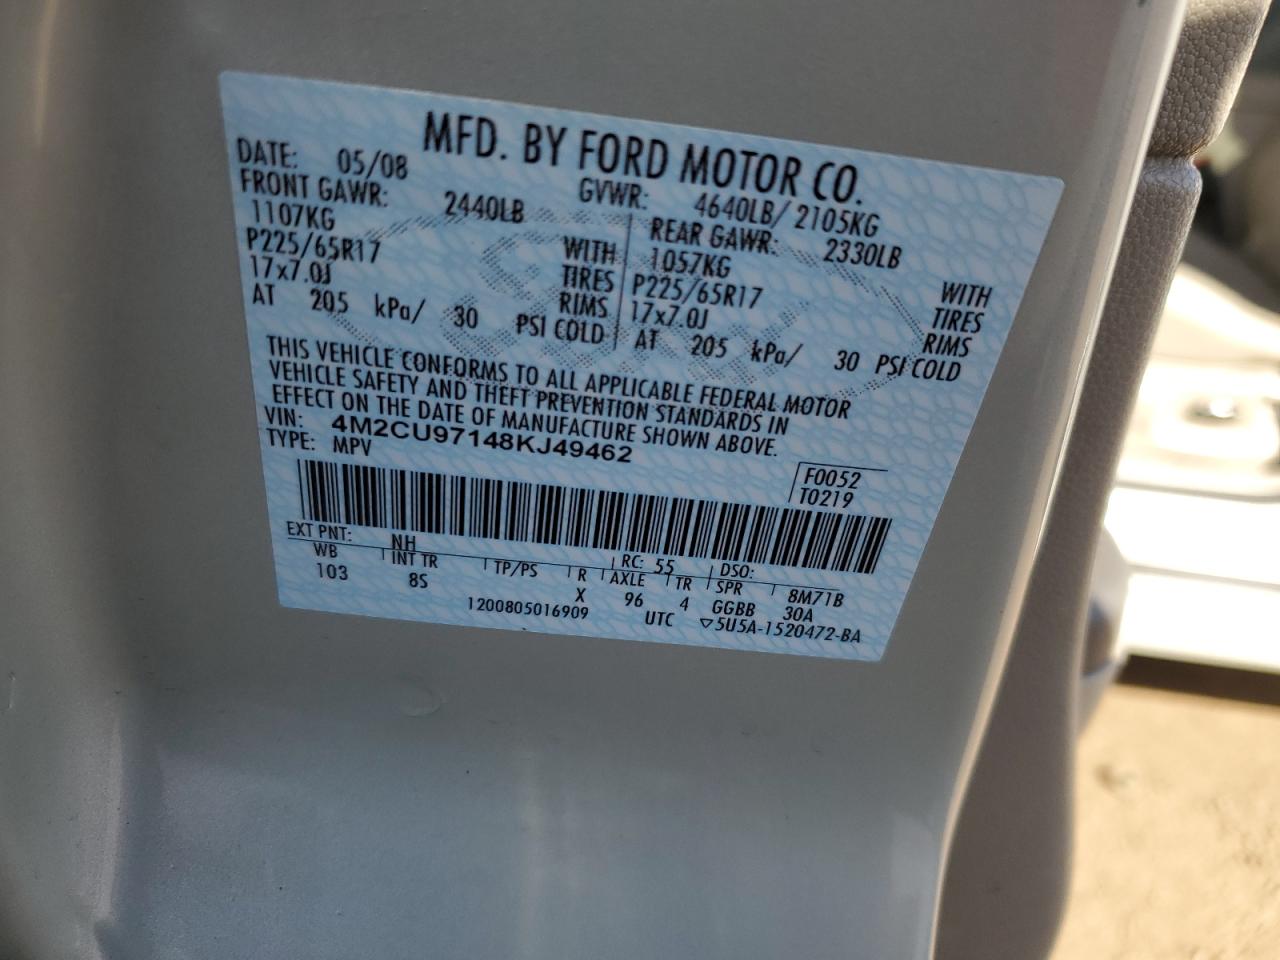 MFD. BY FORD MOTOR CO.
DATE: 05/08 GVWR: 4640LB/ 2105KG
FRONT GAWR: 2440LB REAR GAWR: 2330LB
1107KG WITH 1057KG WITH
P225/65R17 TIRES P225/65R17 TIRES
17x7.0J RIMS 17x7.0J RIMS
AT 205 kPa/ 30 PSI COLD AT 205 kPa/ 30 PSI COLD
THIS VEHICLE CONFORMS TO ALL APPLICABLE FEDERAL MOTOR
VEHICLE SAFETY AND THEFT PREVENTION STANDARDS IN
EFFECT ON THE DATE OF MANUFACTURE SHOWN ABOVE.
VIN: 4M2CU97148KJ49462
TYPE: MPV
F0052
T0219
EXT PNT: NH RC: 55 DSO:
WB INT TR TP/PS R AXLE TR SPR 8M71B
103 8S X 96 4 GGBB 30A
1200805016909 UTC ▽5U5A-1520472-BA